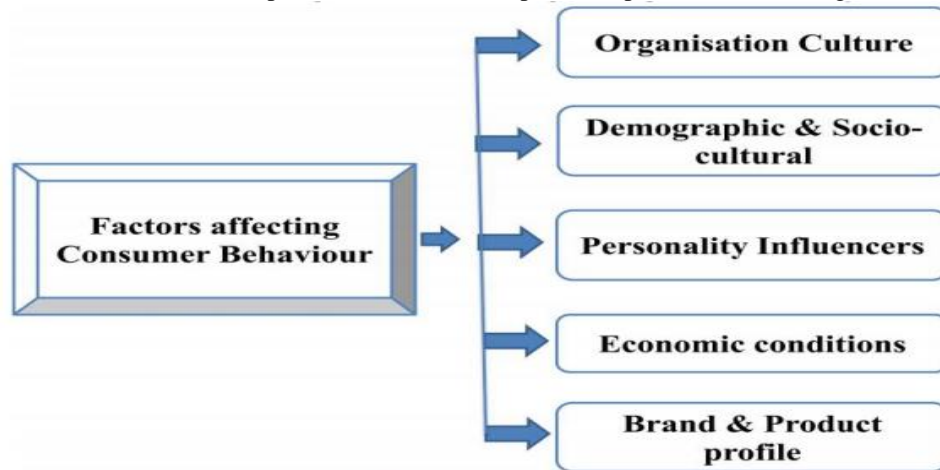 Factors affecting
Consumer Behaviour
Organisation Culture
Demographic & Socio-
cultural
Personality Influencers
Economic conditions
Brand & Product
profile